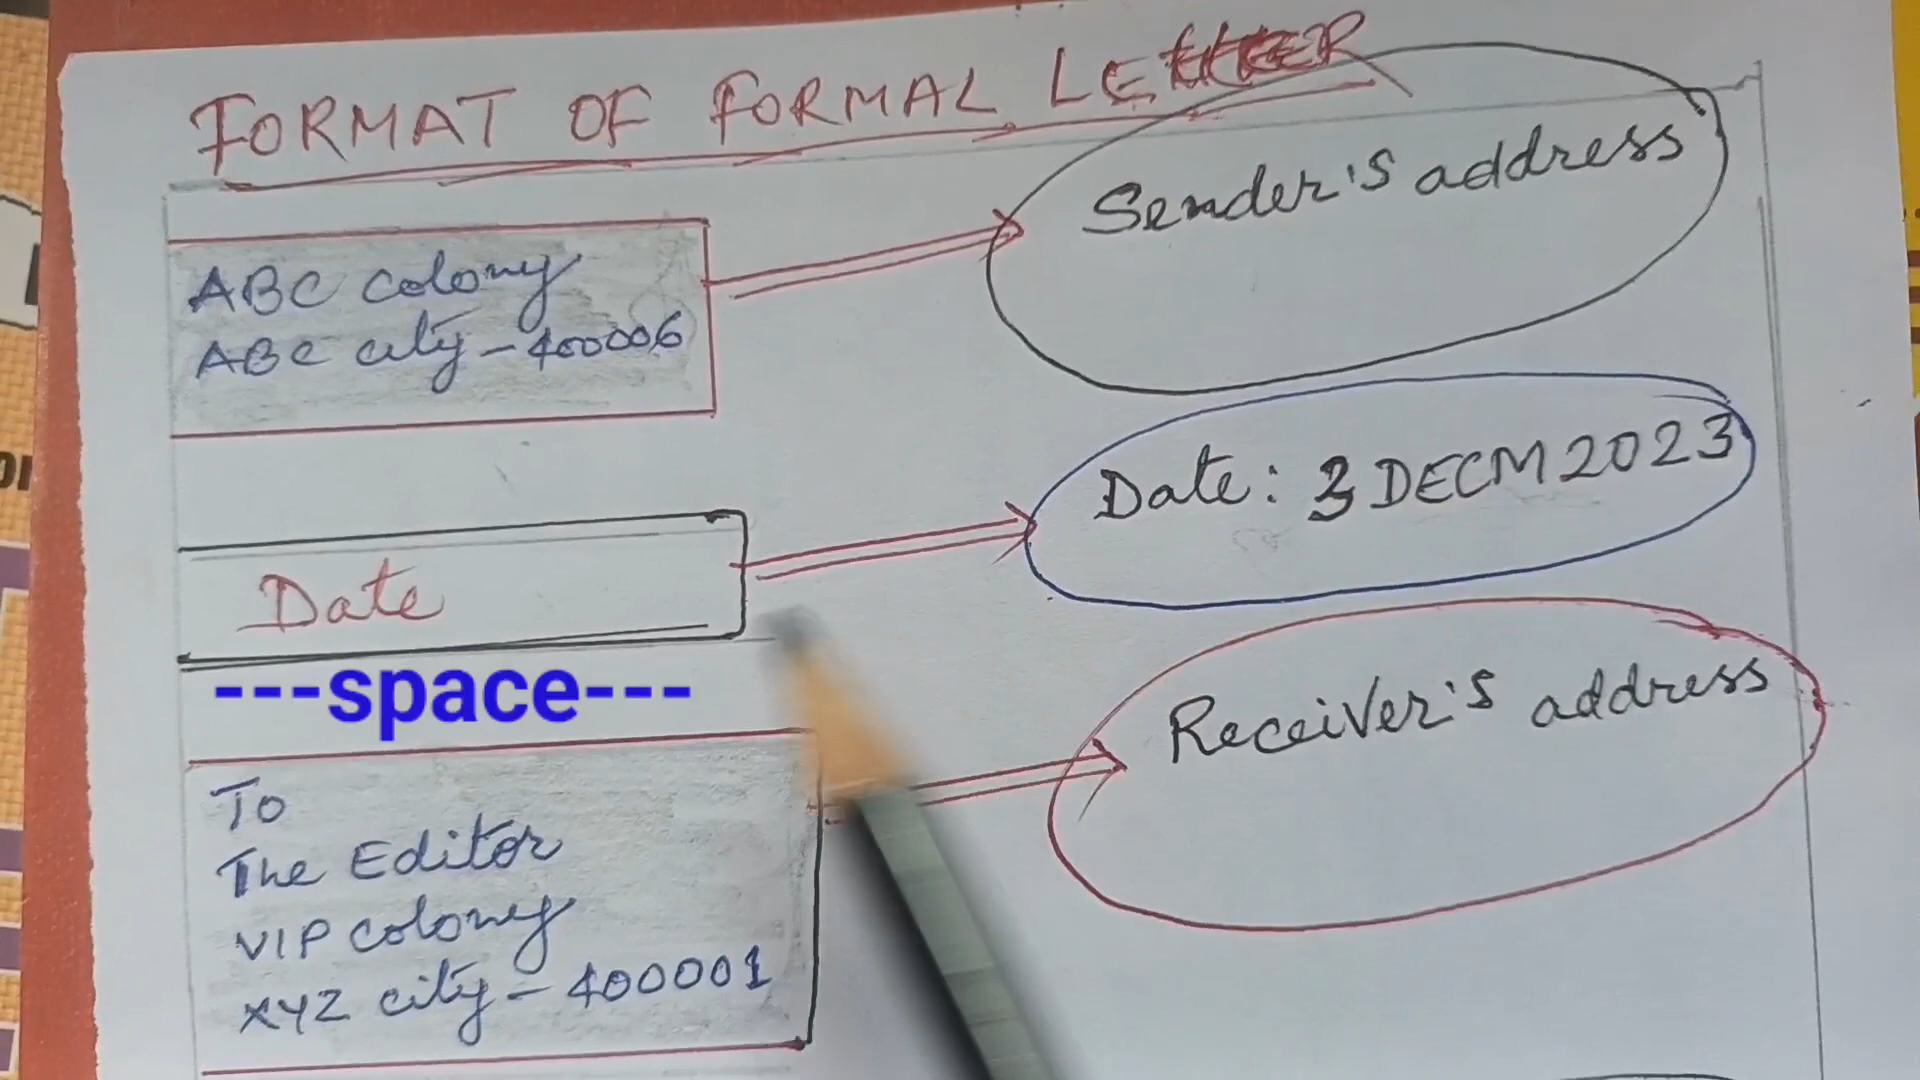 FORMAT OF FORMAL LETTER
ABC colony
ABC city - 400006
Sender's address
Date
Date: 3 DECM 2023
---space---
To
The Editor
VIP colony
XYZ city - 400001
Receiver's address